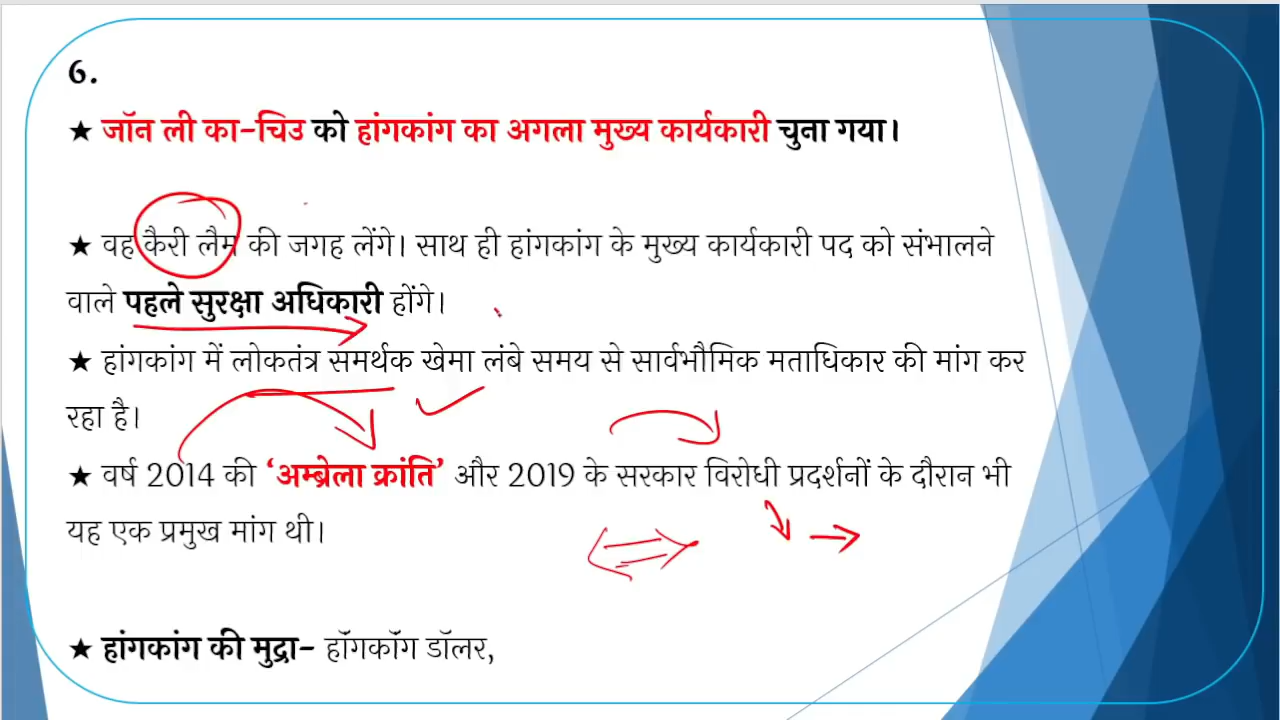 6.
★ जॉन ली का-चिउ को हांगकांग का अगला मुख्य कार्यकारी चुना गया।
★ वह कैरी लैम की जगह लेंगे। साथ ही हांगकांग के मुख्य कार्यकारी पद को संभालने
वाले पहले सुरक्षा अधिकारी होंगे।
★ हांगकांग में लोकतंत्र समर्थक खेमा लंबे समय से सार्वभौमिक मताधिकार की मांग कर
रहा है।
★ वर्ष 2014 की ‘अम्ब्रेला क्रांति’ और 2019 के सरकार विरोधी प्रदर्शनों के दौरान भी
यह एक प्रमुख मांग थी।
★ हांगकांग की मुद्रा- हॉंगकॉंग डॉलर,